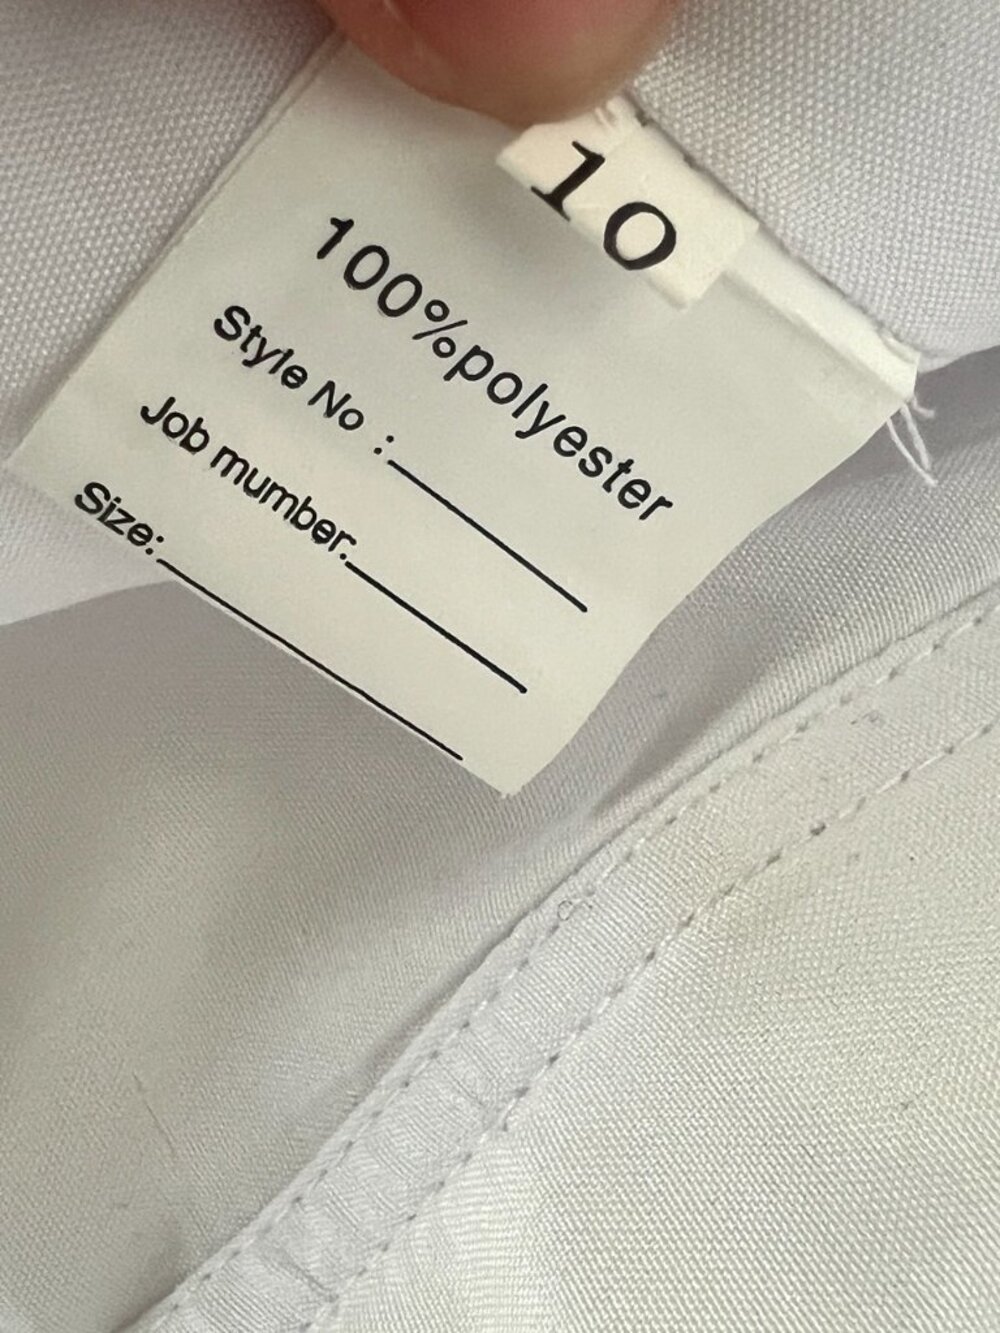 10
100%polyester
Style No :
Job mumber.
Size: